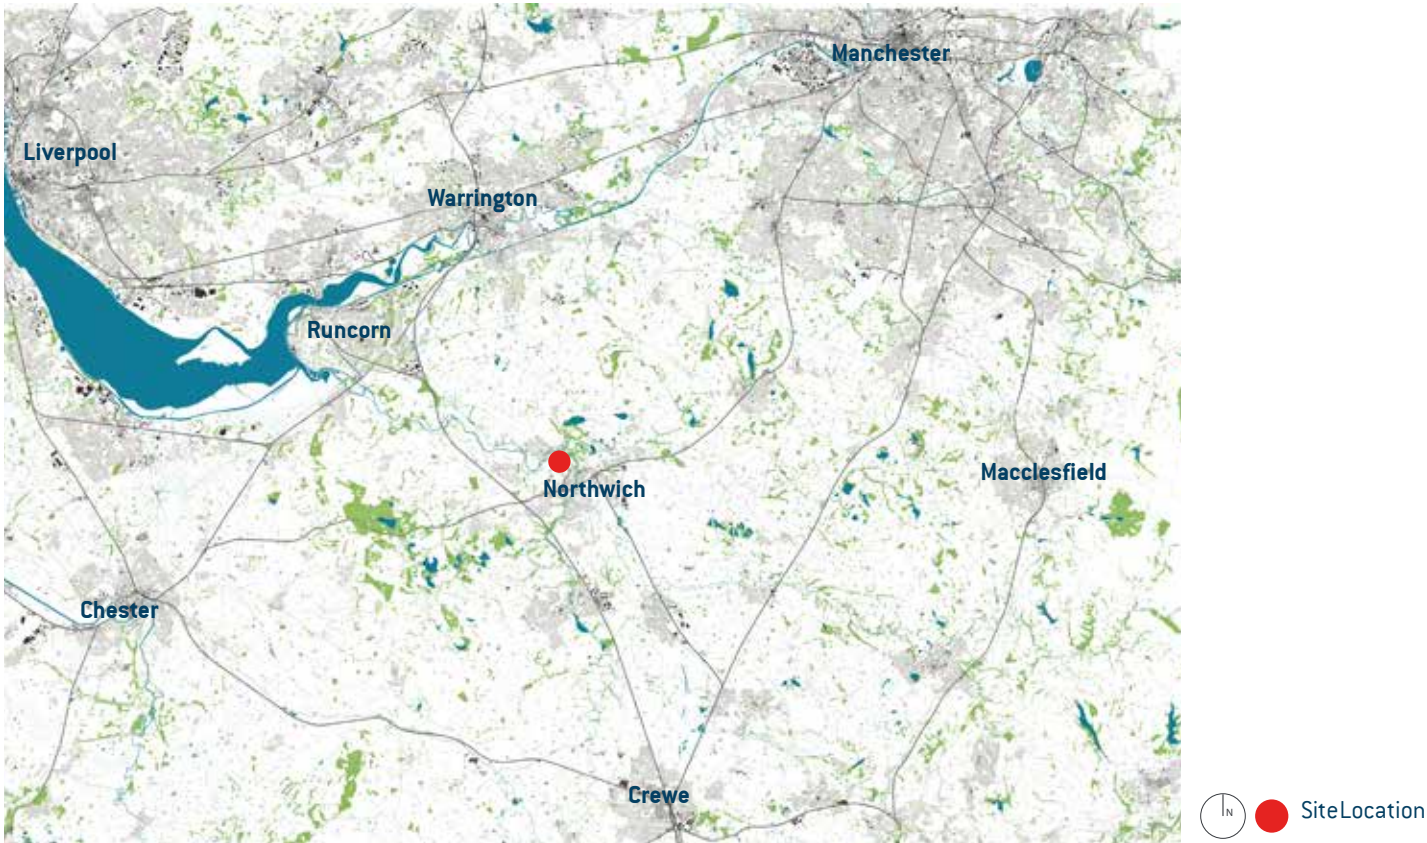 Manchester
Liverpool
Warrington
Runcorn
Macclesfield
Northwich
Chester
Crewe
N
SiteLocation